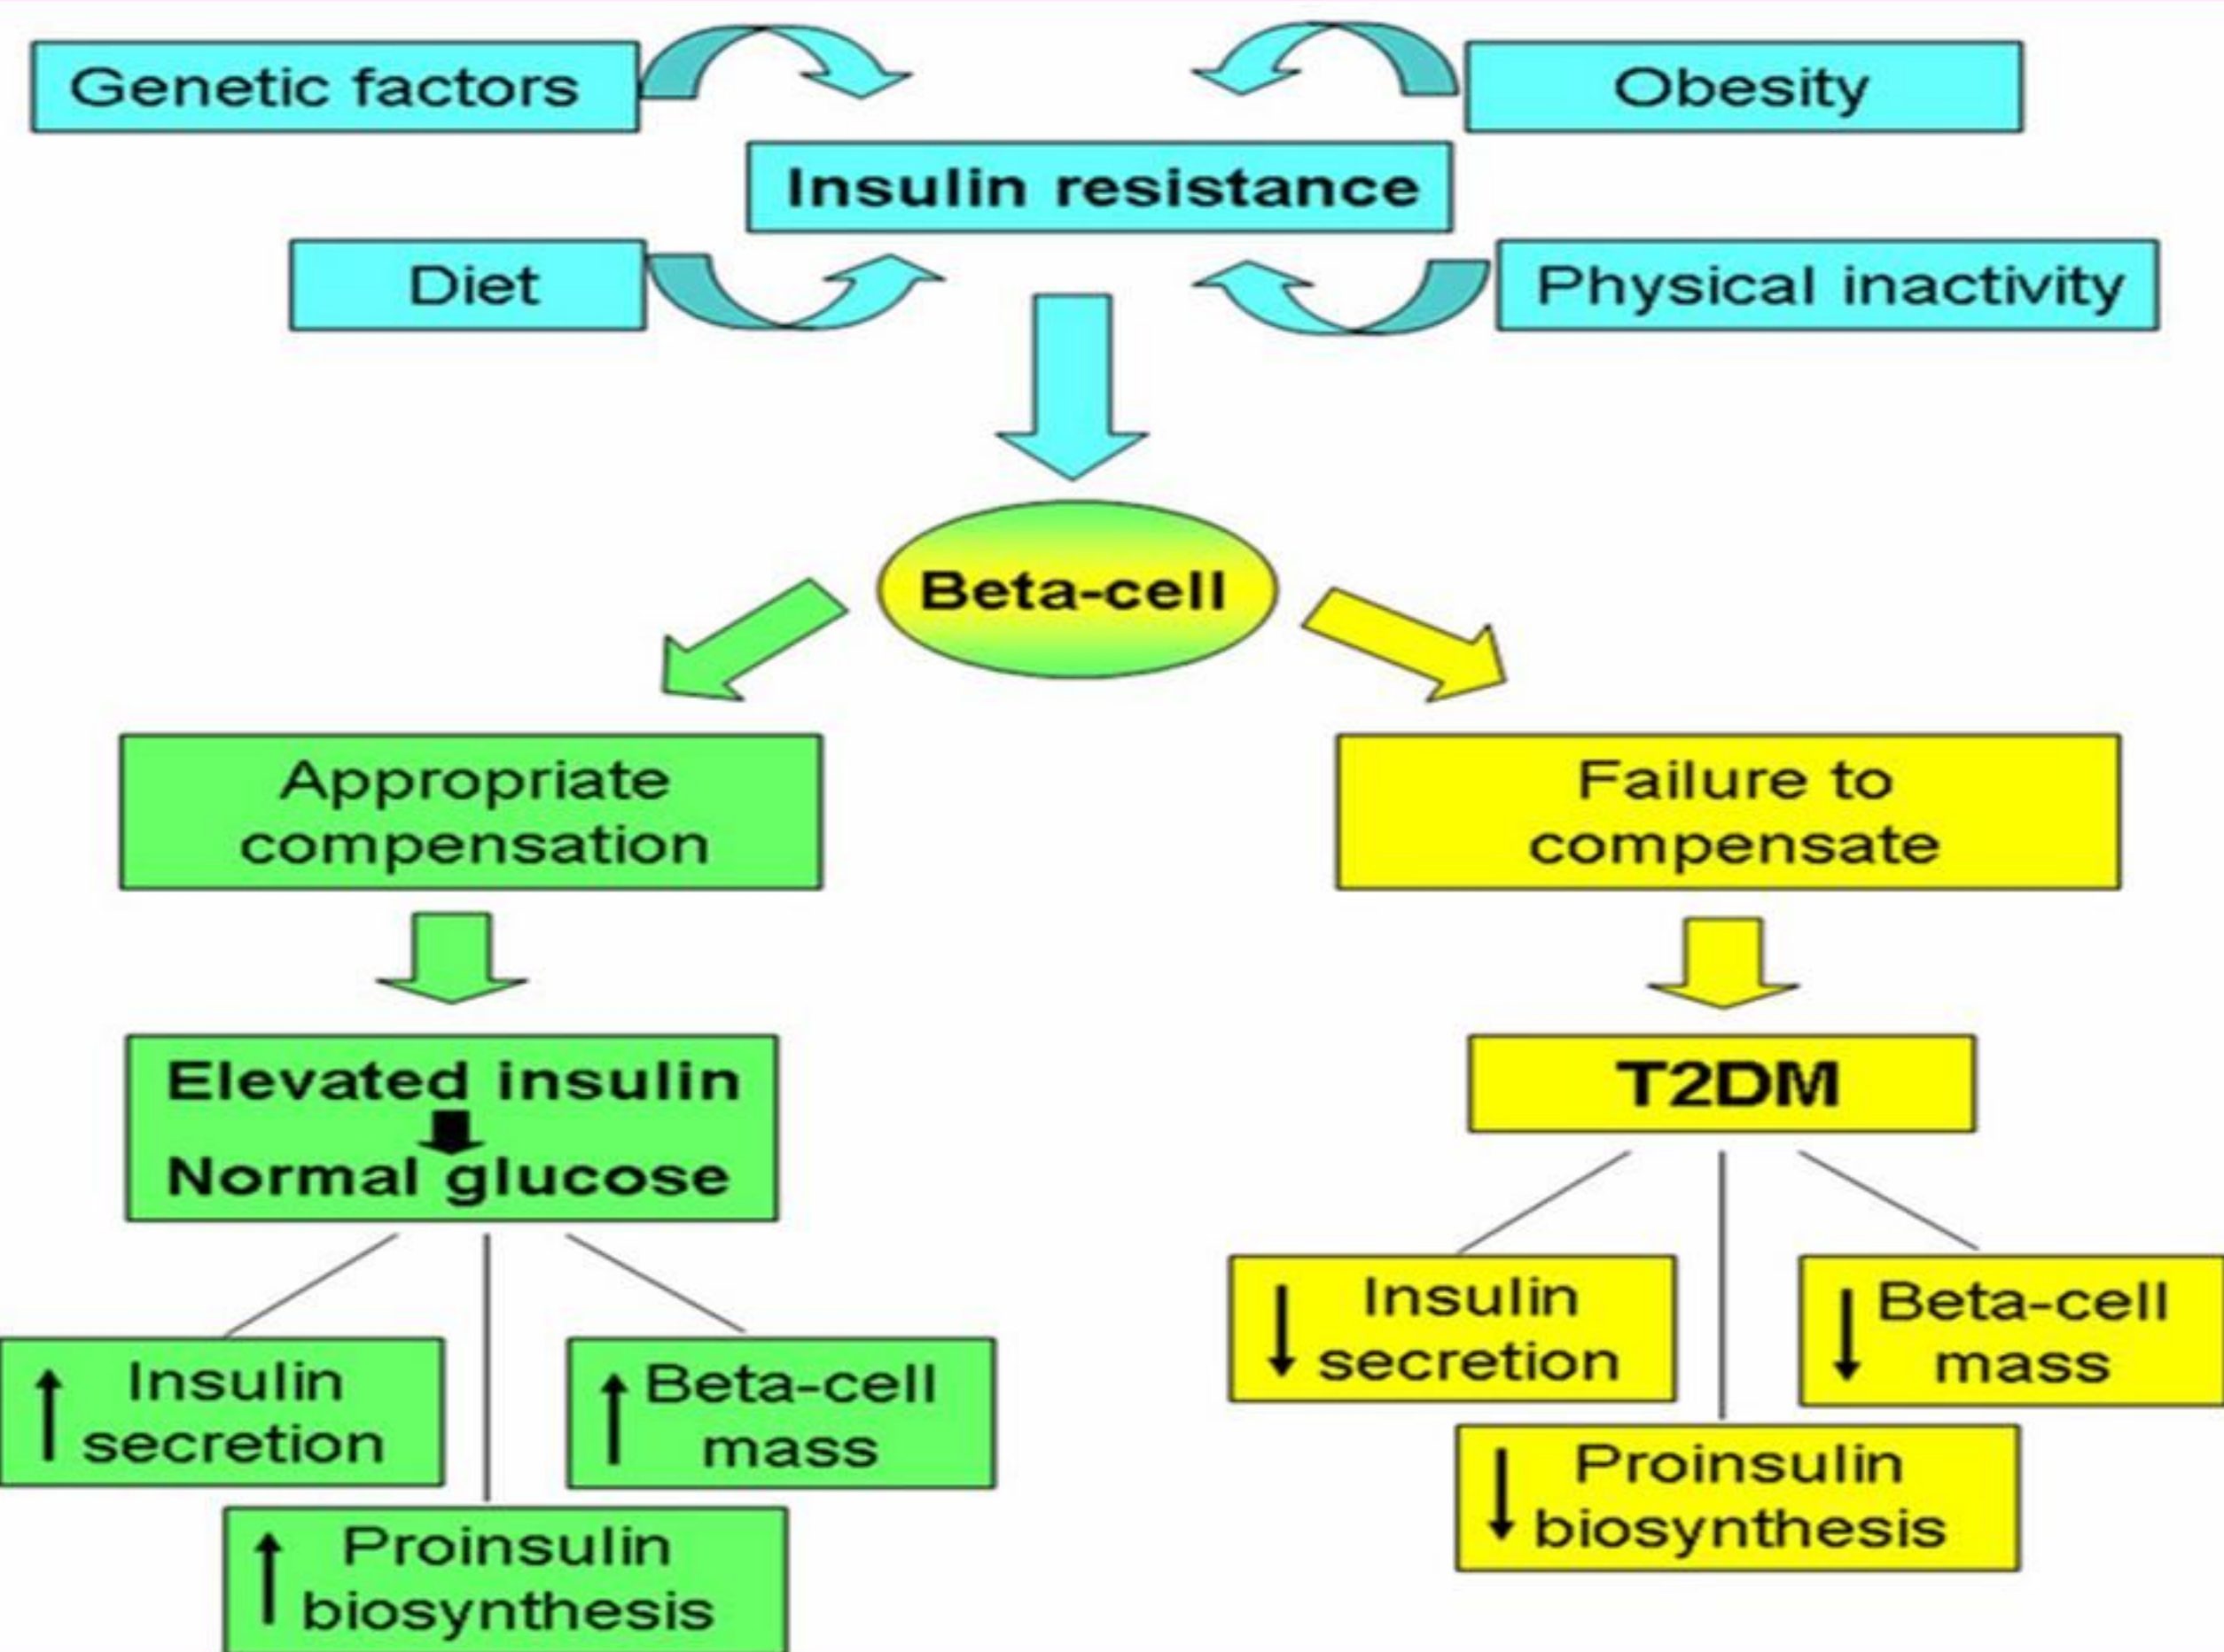 Genetic factors
Obesity
Insulin resistance
Diet
Physical inactivity
Beta-cell
Appropriate
compensation
Failure to
compensate
Elevated insulin
Normal glucose
T2DM
Insulin
secretion
Beta-cell
mass
Proinsulin
biosynthesis
Insulin
secretion
Beta-cell
mass
Proinsulin
biosynthesis